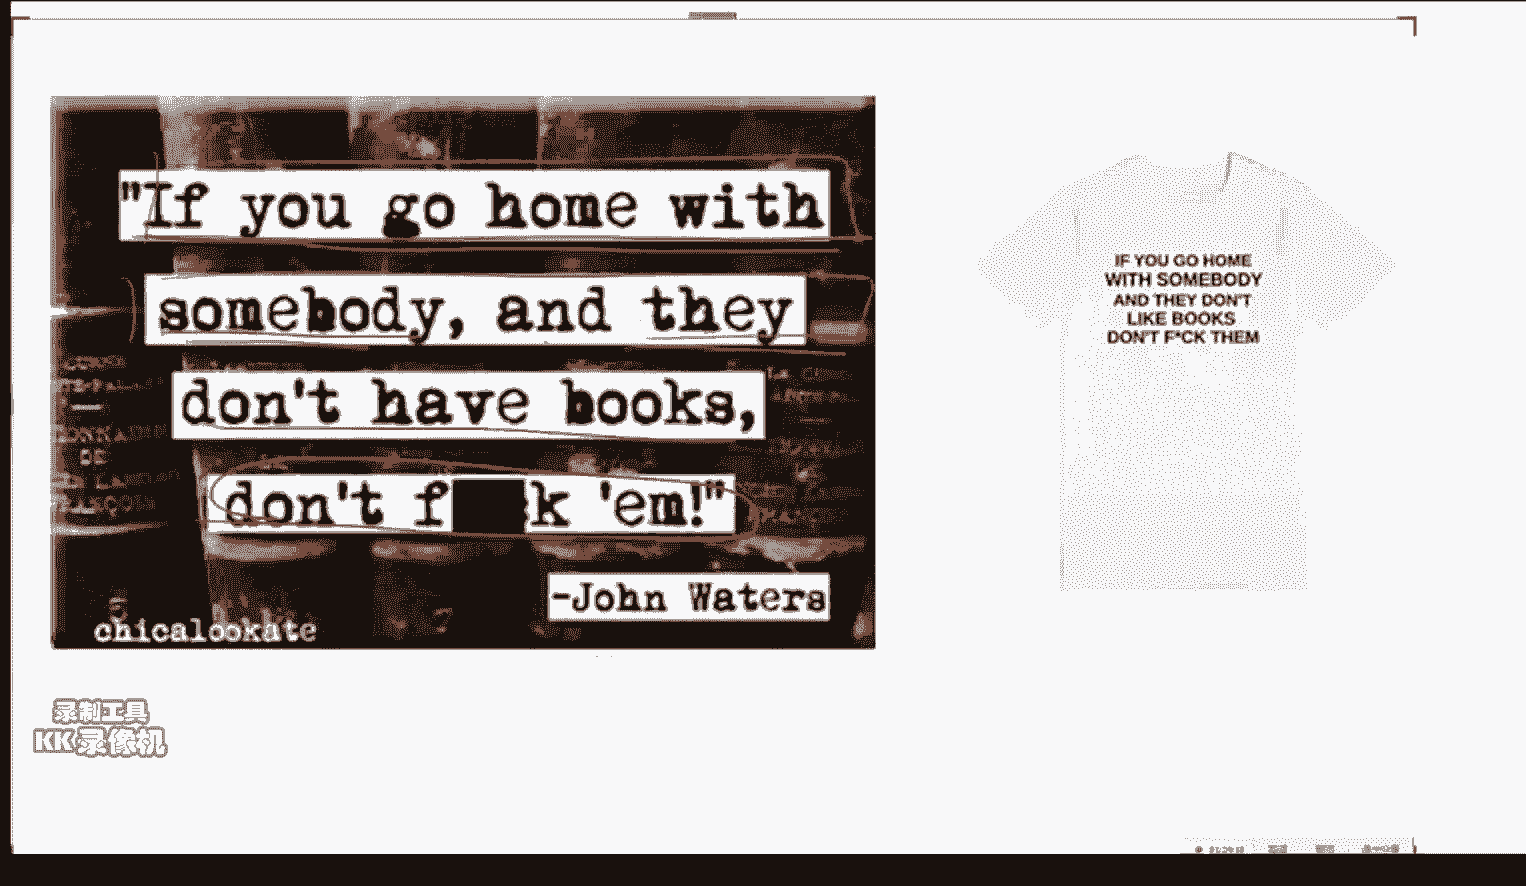 "If you go home with
somebody, and they
don't have books,
don't f k 'em!"
-John Waters
chicalookate
IF YOU GO HOME
WITH SOMEBODY
AND THEY DON'T
LIKE BOOKS
DON'T F*CK THEM
录制工具
KK录像机